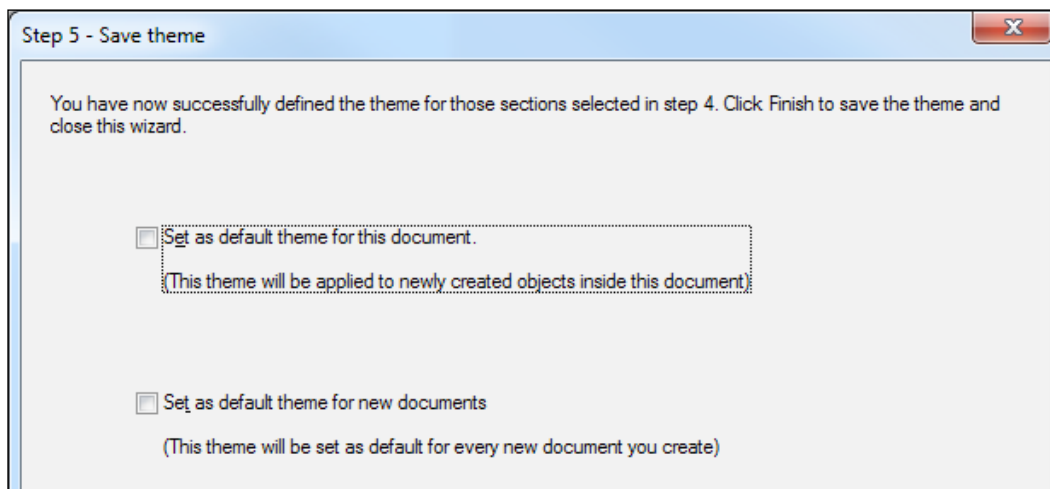 Step 5 - Save theme
You have now successfully defined the theme for those sections selected in step 4. Click Finish to save the theme and
close this wizard.
Set as default theme for this document.
(This theme will be applied to newly created objects inside this document)
Set as default theme for new documents
(This theme will be set as default for every new document you create)